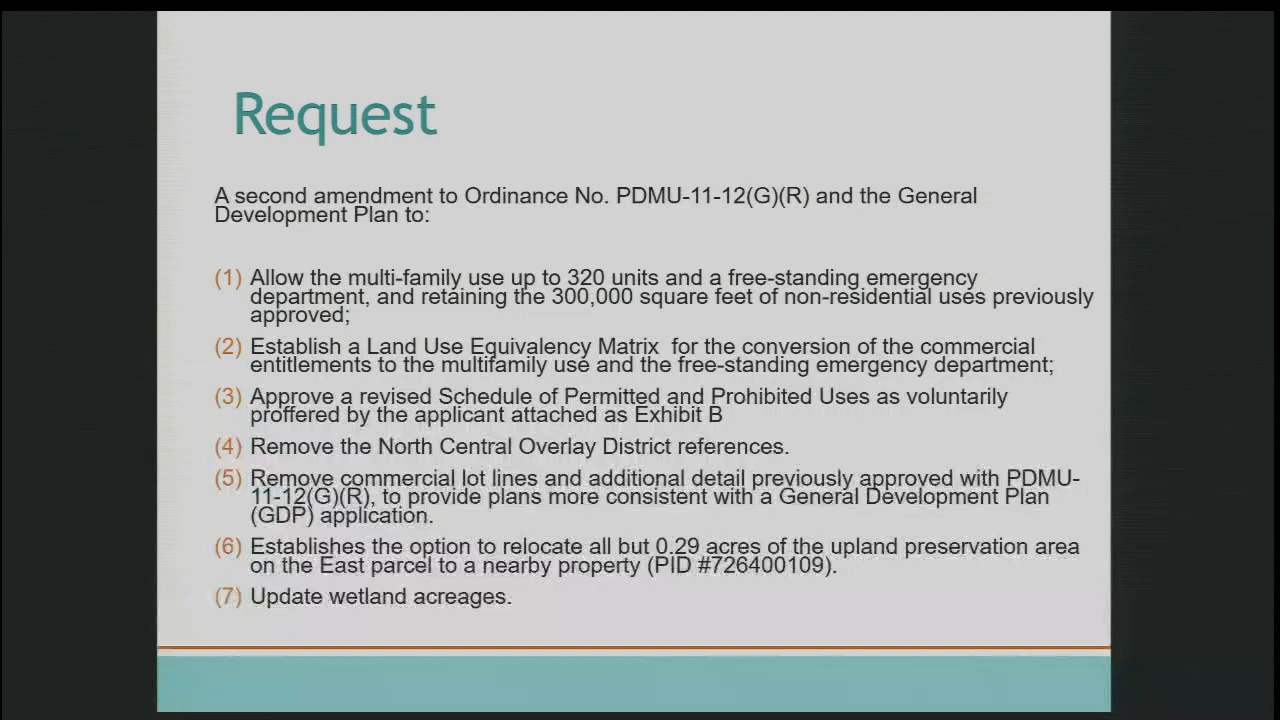 Request
A second amendment to Ordinance No. PDMU-11-12(G)(R) and the General
Development Plan to:
(1) Allow the multi-family use up to 320 units and a free-standing emergency
department, and retaining the 300,000 square feet of non-residential uses previously
approved;
(2) Establish a Land Use Equivalency Matrix for the conversion of the commercial
entitlements to the multifamily use and the free-standing emergency department;
(3) Approve a revised Schedule of Permitted and Prohibited Uses as voluntarily
proffered by the applicant attached as Exhibit B
(4) Remove the North Central Overlay District references.
(5) Remove commercial lot lines and additional detail previously approved with PDMU-
11-12(G)(R), to provide plans more consistent with a General Development Plan
(GDP) application.
(6) Establishes the option to relocate all but 0.29 acres of the upland preservation area
on the East parcel to a nearby property (PID #726400109).
(7) Update wetland acreages.